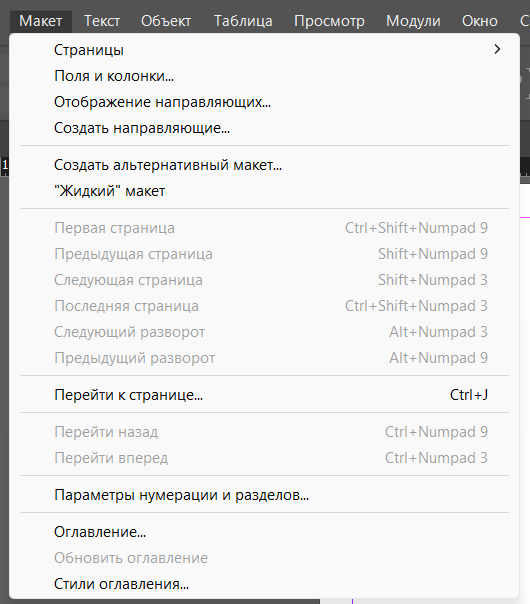 Макет Текст Объект Таблица Просмотр Модули Окно С
Страницы
Поля и колонки...
Отображение направляющих...
Создать направляющие...
1
Создать альтернативный макет...
"Жидкий" макет
Первая страница Ctrl+Shift+Numpad 9
Предыдущая страница Shift+Numpad 9
Следующая страница Shift+Numpad 3
Последняя страница Ctrl+Shift+Numpad 3
Следующий разворот Alt+Numpad 3
Предыдущий разворот Alt+Numpad 9
Перейти к странице... Ctrl+J
Перейти назад Ctrl+Numpad 9
Перейти вперед Ctrl+Numpad 3
Параметры нумерации и разделов...
Оглавление...
Обновить оглавление
Стили оглавления...